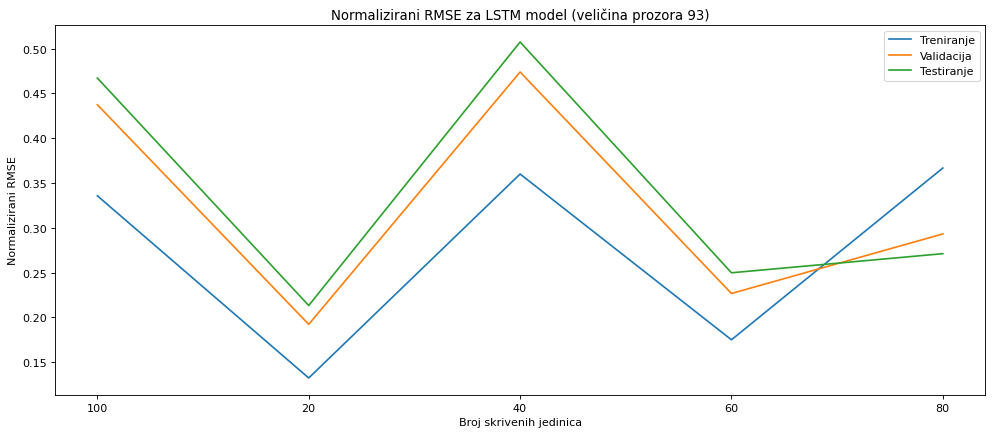 Normalizirani RMSE za LSTM model (veličina prozora 93)
Treniranje
Validacija
Testiranje
Normalizirani RMSE
0.50
0.45
0.40
0.35
0.30
0.25
0.20
0.15
100
20
40
60
80
Broj skrivenih jedinica